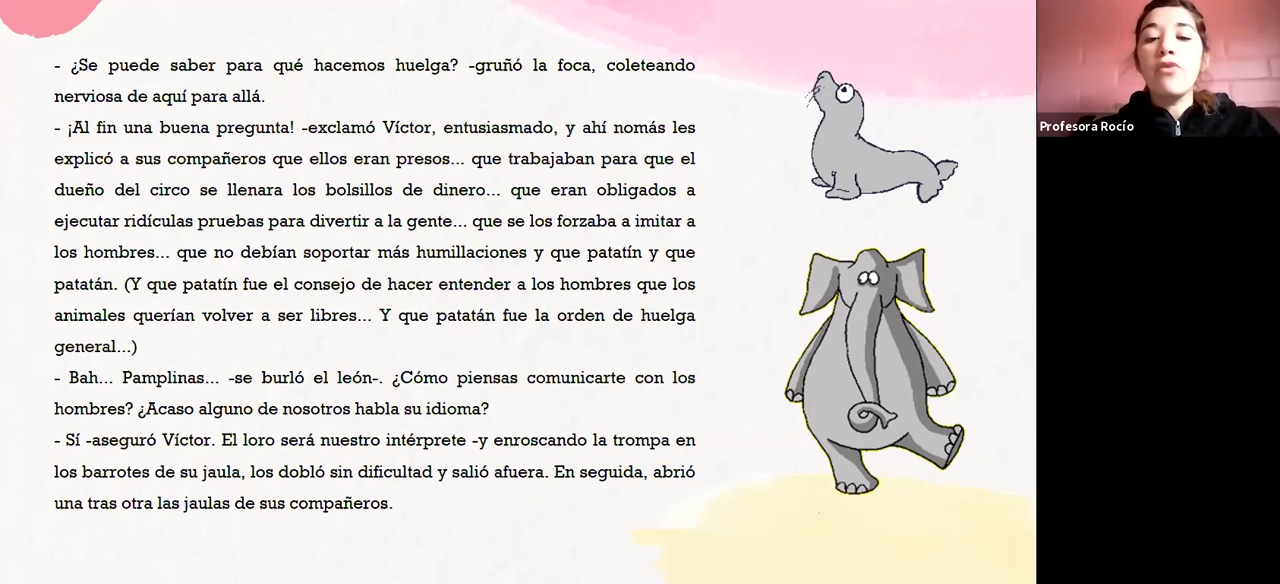 - ¿Se puede saber para qué hacemos huelga? -gruñó la foca, coleteando
nerviosa de aquí para allá.
- ¡Al fin una buena pregunta! -exclamó Víctor, entusiasmado, y ahí nomás les
explicó a sus compañeros que ellos eran presos... que trabajaban para que el
dueño del circo se llenara los bolsillos de dinero... que eran obligados a
ejecutar ridículas pruebas para divertir a la gente... que se los forzaba a imitar a
los hombres... que no debían soportar más humillaciones y que patatín y que
patatán. (Y que patatín fue el consejo de hacer entender a los hombres que los
animales querían volver a ser libres... Y que patatán fue la orden de huelga
general...)
- Bah... Pamplinas... -se burló el león-. ¿Cómo piensas comunicarte con los
hombres? ¿Acaso alguno de nosotros habla su idioma?
- Sí -aseguró Víctor. El loro será nuestro intérprete -y enroscando la trompa en
los barrotes de su jaula, los dobló sin dificultad y salió afuera. En seguida, abrió
una tras otra las jaulas de sus compañeros.
Profesora Rocío